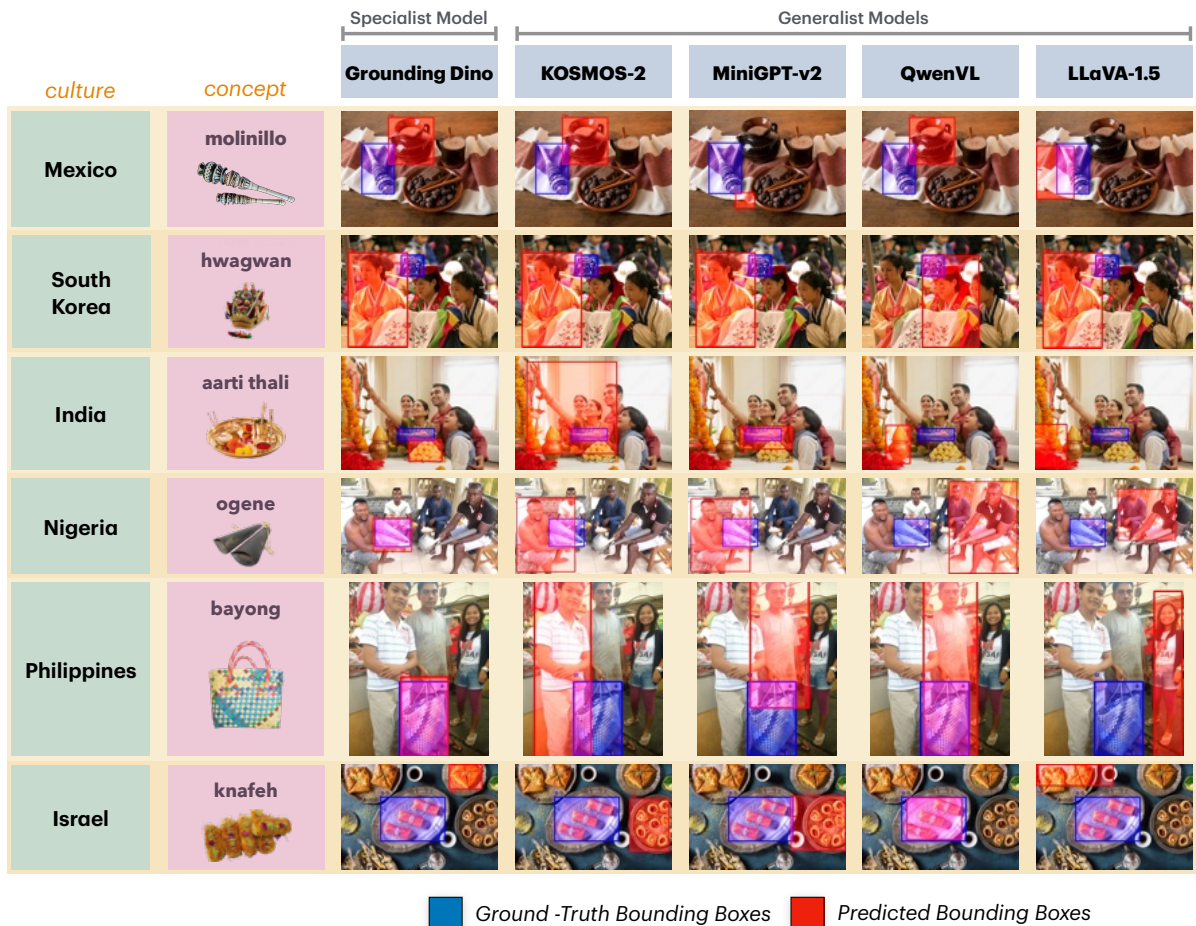 Specialist Model
Generalist Models
culture
concept
Grounding Dino
KOSMOS-2
MiniGPT-v2
QwenVL
LLaVA-1.5
Mexico
molinillo
South
Korea
hwagwan
India
aarti thali
Nigeria
ogene
Philippines
bayong
Israel
knafeh
Ground -Truth Bounding Boxes
Predicted Bounding Boxes